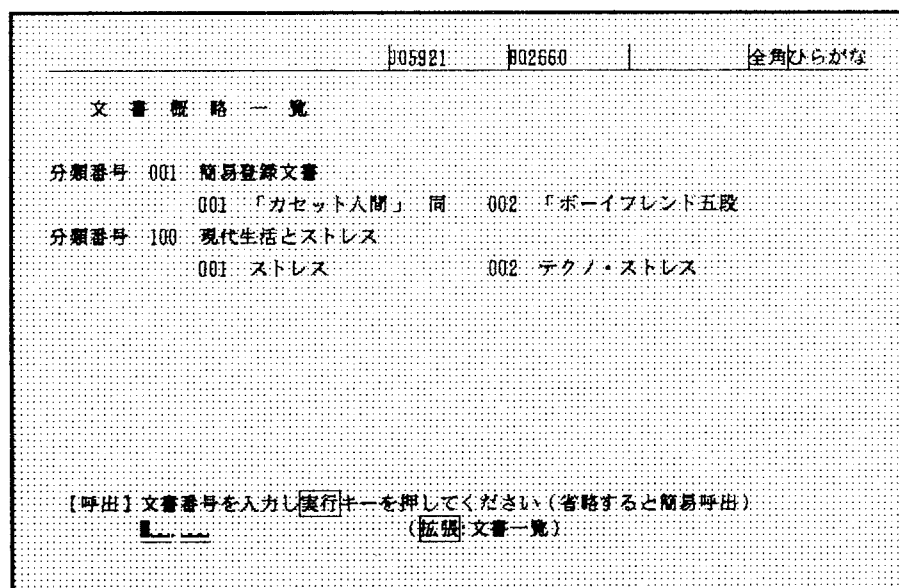 005921 002660 全角ひらがな
文書概略一覧
分類番号 001 簡易登録文書
001 「カセット人間」 同 002 「ボーイフレンド五段
分類番号 100 現代生活とストレス
001 ストレス 002 テクノ・ストレス
【呼出】文書番号を入力し実行キーを押してください(省略すると簡易呼出)
(拡張:文書一覧)